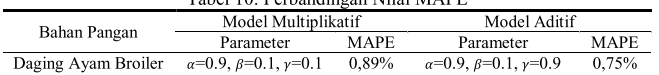 Tabel 10. Perbandingan Nilai MAPE
Bahan Pangan Model Multiplikatif Model Aditif
Parameter MAPE Parameter MAPE
Daging Ayam Broiler α=0.9, β=0.1, γ=0.1 0,89% α=0.9, β=0.1, γ=0.9 0,75%